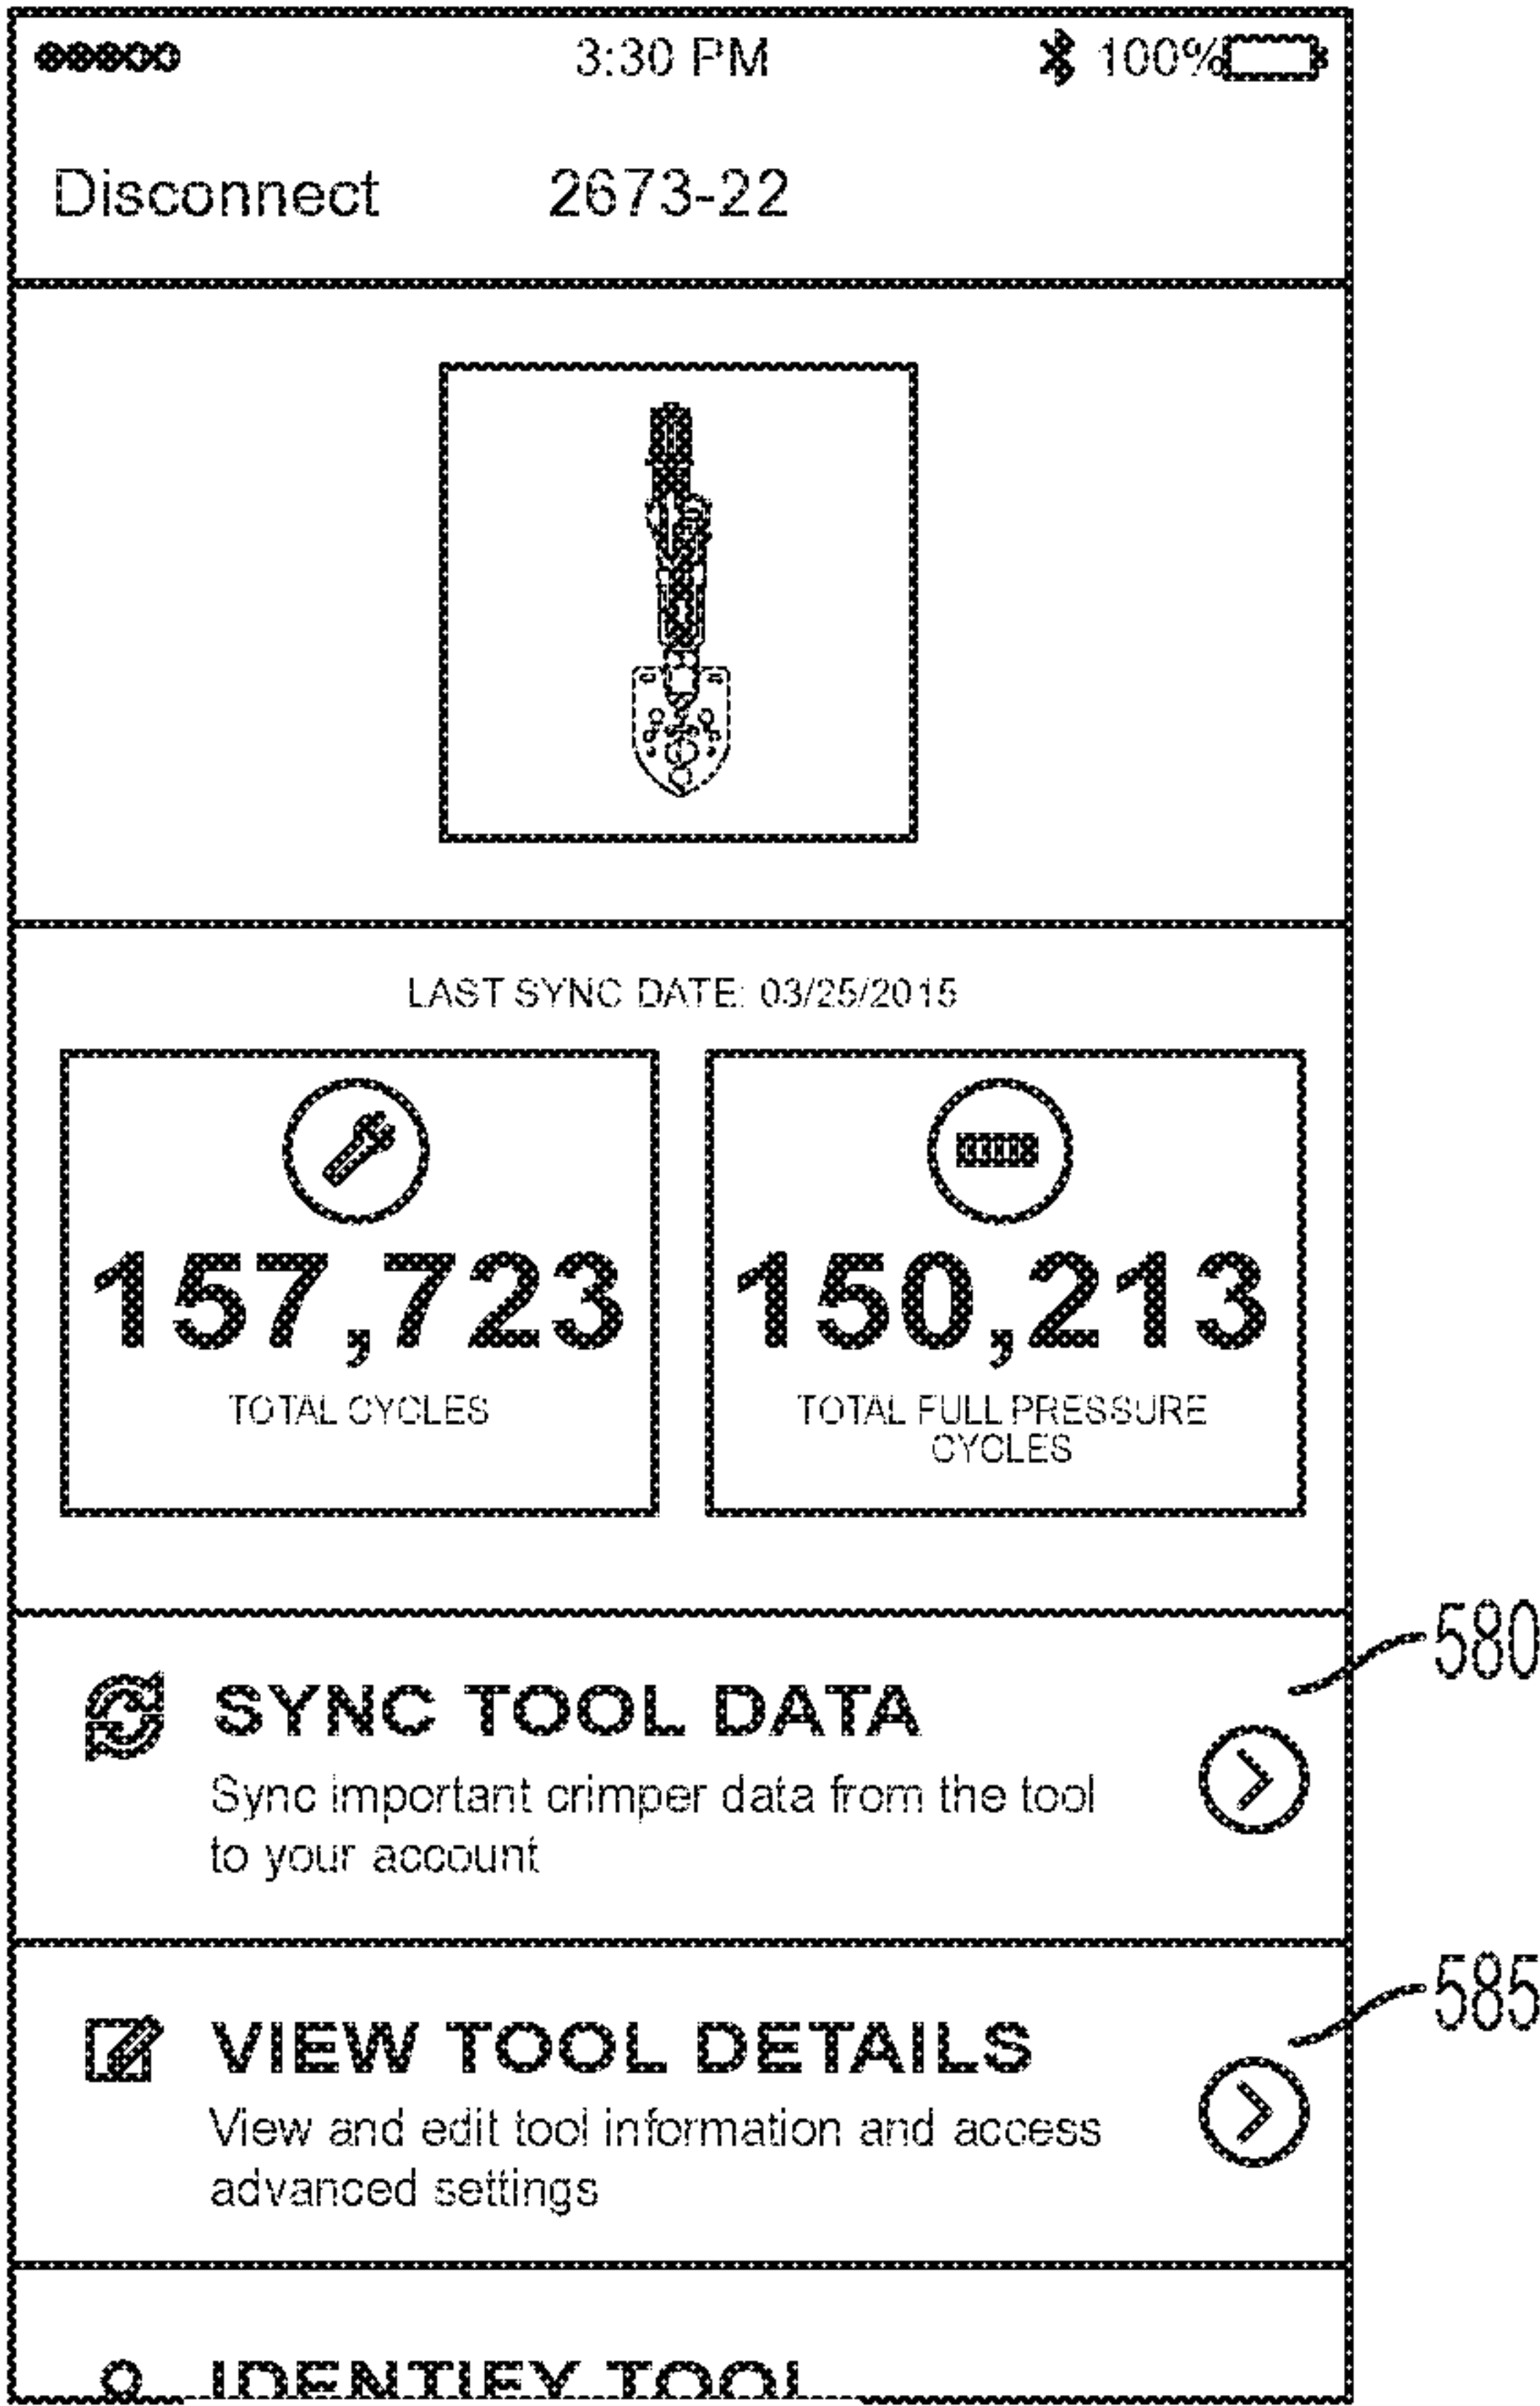 3:30 PM 100%
Disconnect 2673-22
LAST SYNC DATE: 03/25/2015
157,723
TOTAL CYCLES
150,213
TOTAL FULL PRESSURE
CYCLES
580
SYNC TOOL DATA
Sync important crimper data from the tool
to your account
585
VIEW TOOL DETAILS
View and edit tool information and access
advanced settings
IDENTIFY TOOL